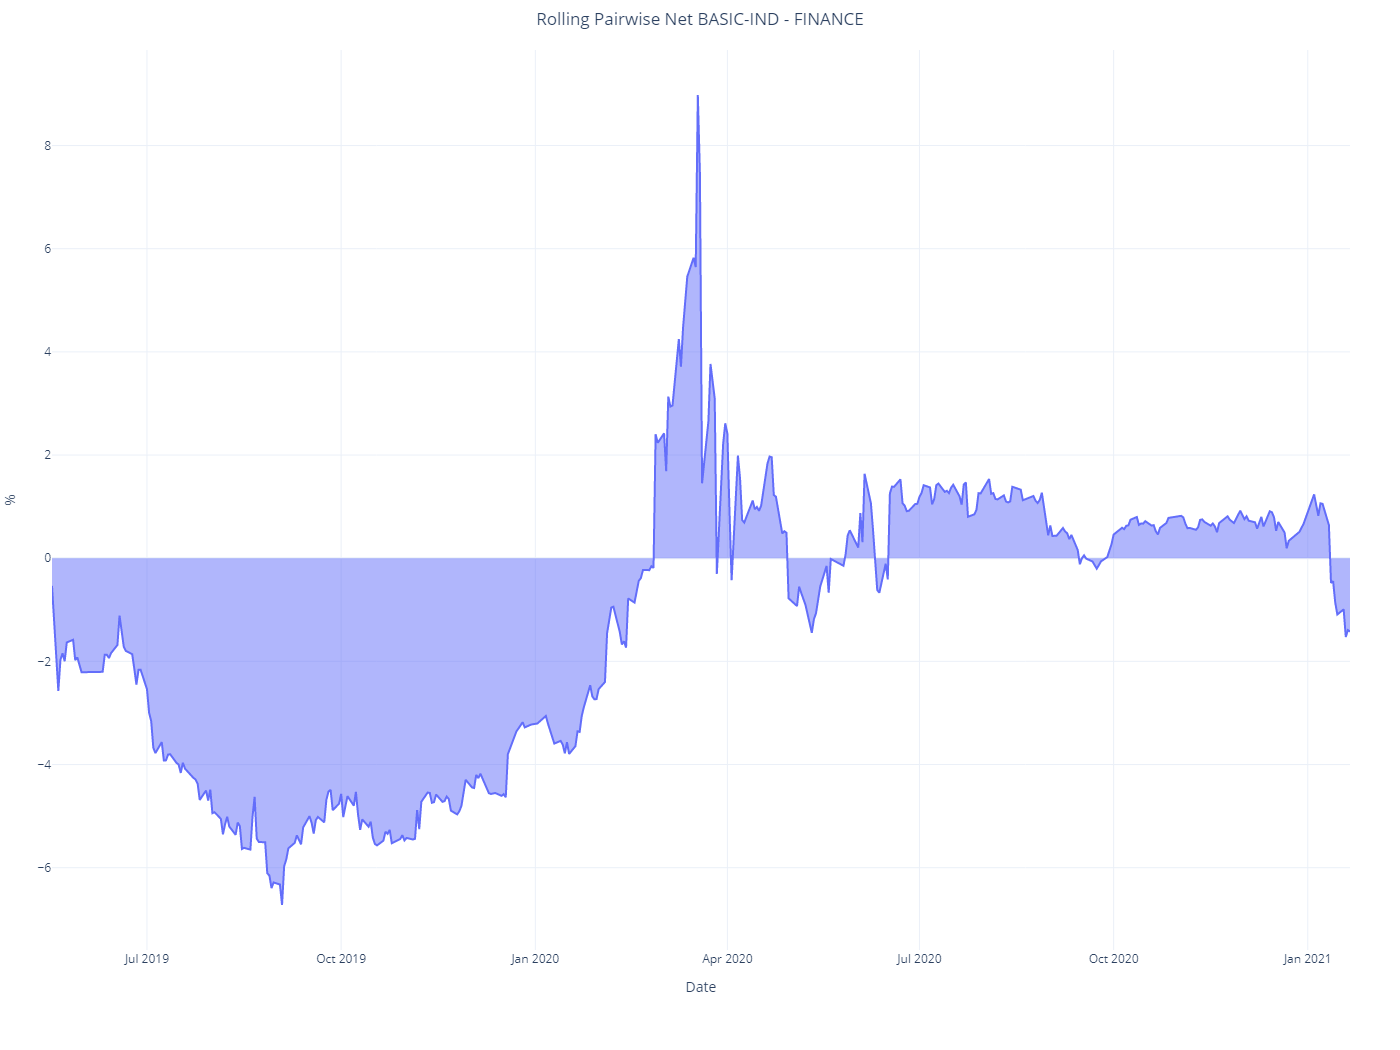 Rolling Pairwise Net BASIC-IND - FINANCE
8
6
4
2
0
−2
−4
−6
%
Jul 2019
Oct 2019
Jan 2020
Apr 2020
Jul 2020
Oct 2020
Jan 2021
Date